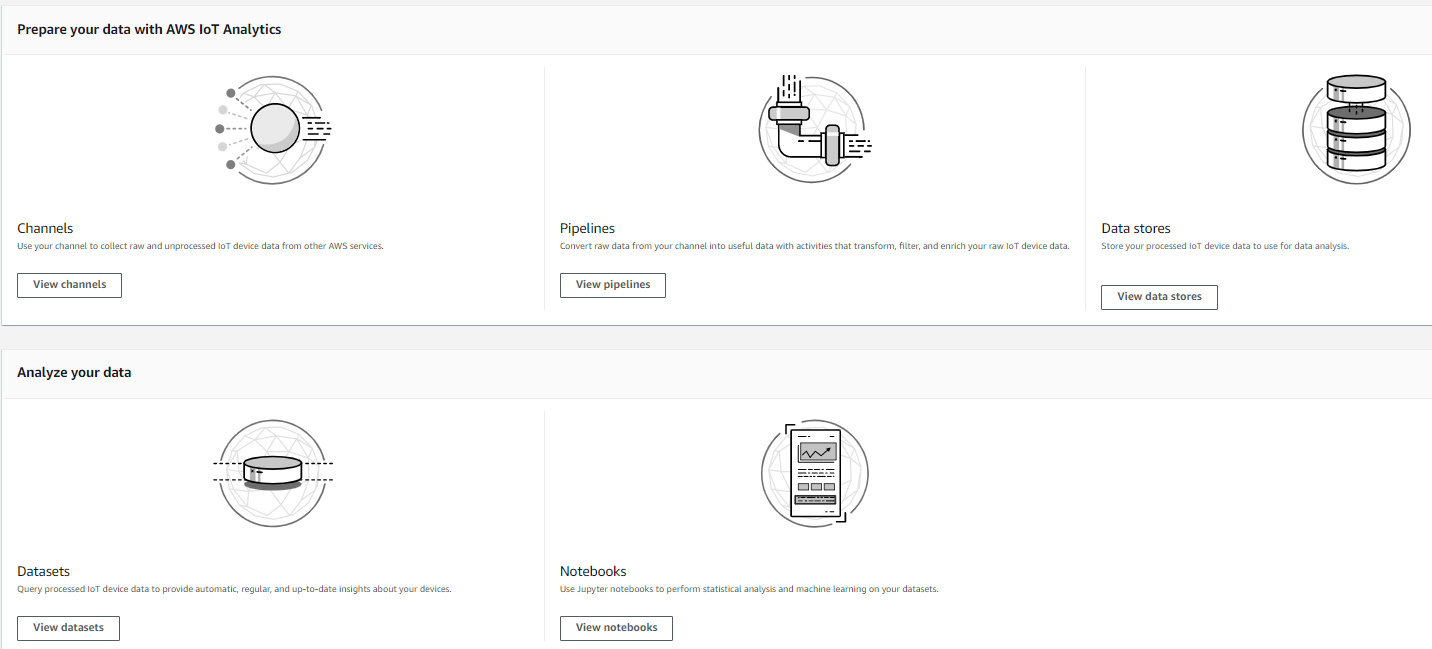 Prepare your data with AWS IoT Analytics
Channels
Use your channel to collect raw and unprocessed IoT device data from other AWS services.
View channels
Pipelines
Convert raw data from your channel into useful data with activities that transform, filter, and enrich your raw IoT device data.
View pipelines
Data stores
Store your processed IoT device data to use for data analysis.
View data stores
Analyze your data
Datasets
Query processed IoT device data to provide automatic, regular, and up-to-date insights about your devices.
View datasets
Notebooks
Use Jupyter notebooks to perform statistical analysis and machine learning on your datasets.
View notebooks